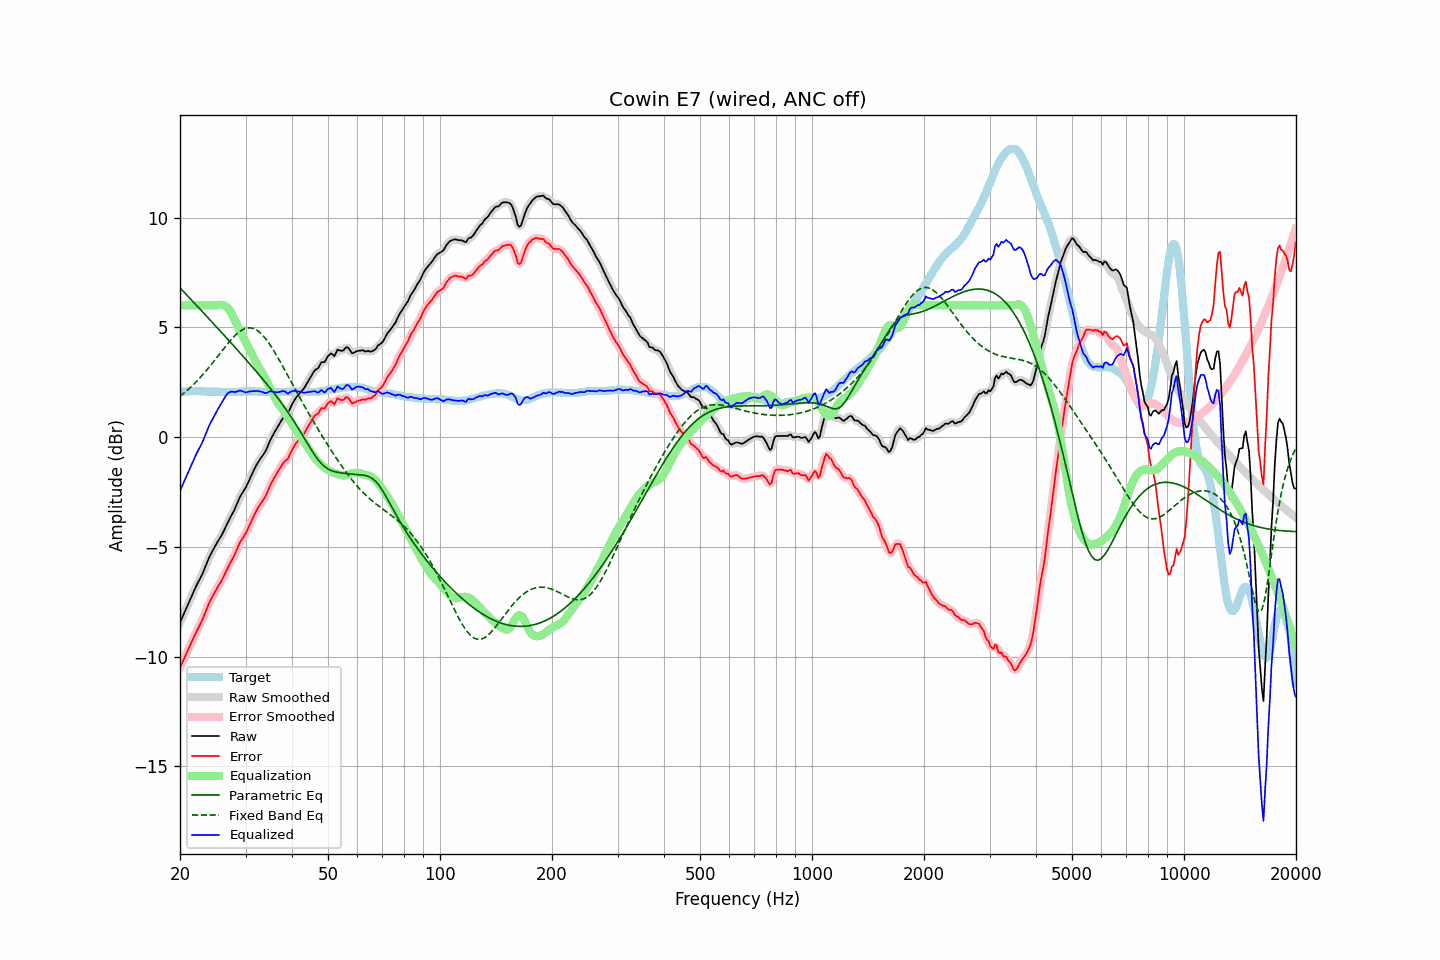 Cowin E7 (wired, ANC off)
Amplitude (dBr)
10
5
0
−5
−10
−15
Target
Raw Smoothed
Error Smoothed
Raw
Error
Equalization
Parametric Eq
Fixed Band Eq
Equalized
20 50 100 200 500 1000 2000 5000 10000 20000
Frequency (Hz)